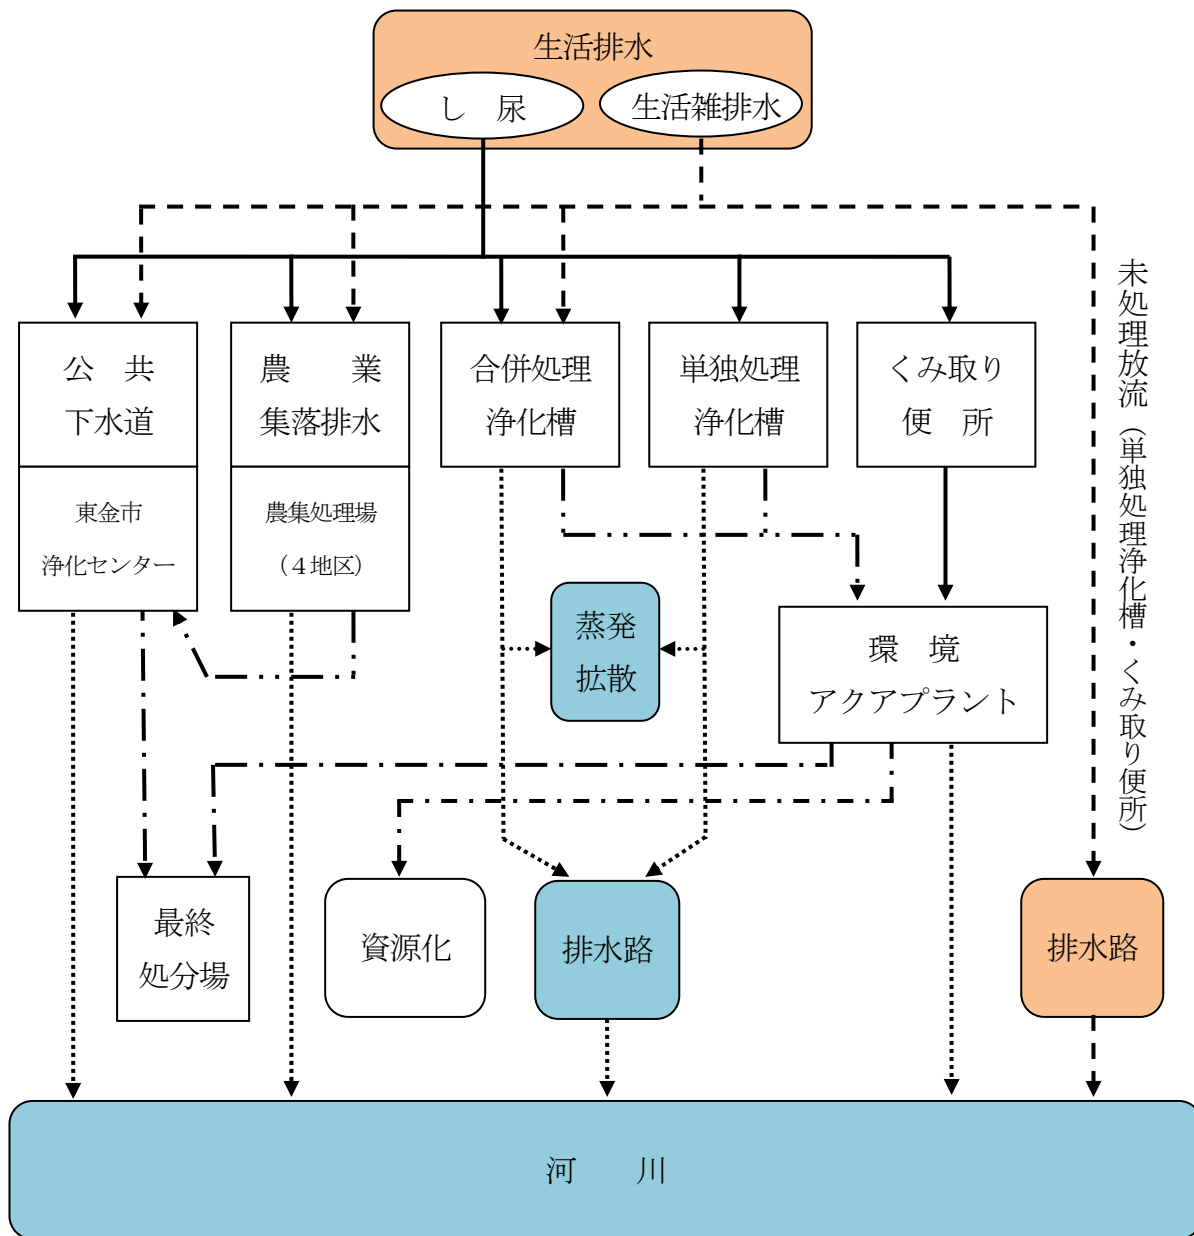 生活排水
し　尿
生活雑排水
公　共
下水道
東金市
浄化センター
農　　業
集落排水
農集処理場
（４地区）
合併処理
浄化槽
単独処理
浄化槽
くみ取り
便　所
未処理放流（単独処理浄化槽・くみ取り便所）
蒸発
拡散
環　境
アクアプラント
最終
処分場
資源化
排水路
排水路
河　　川